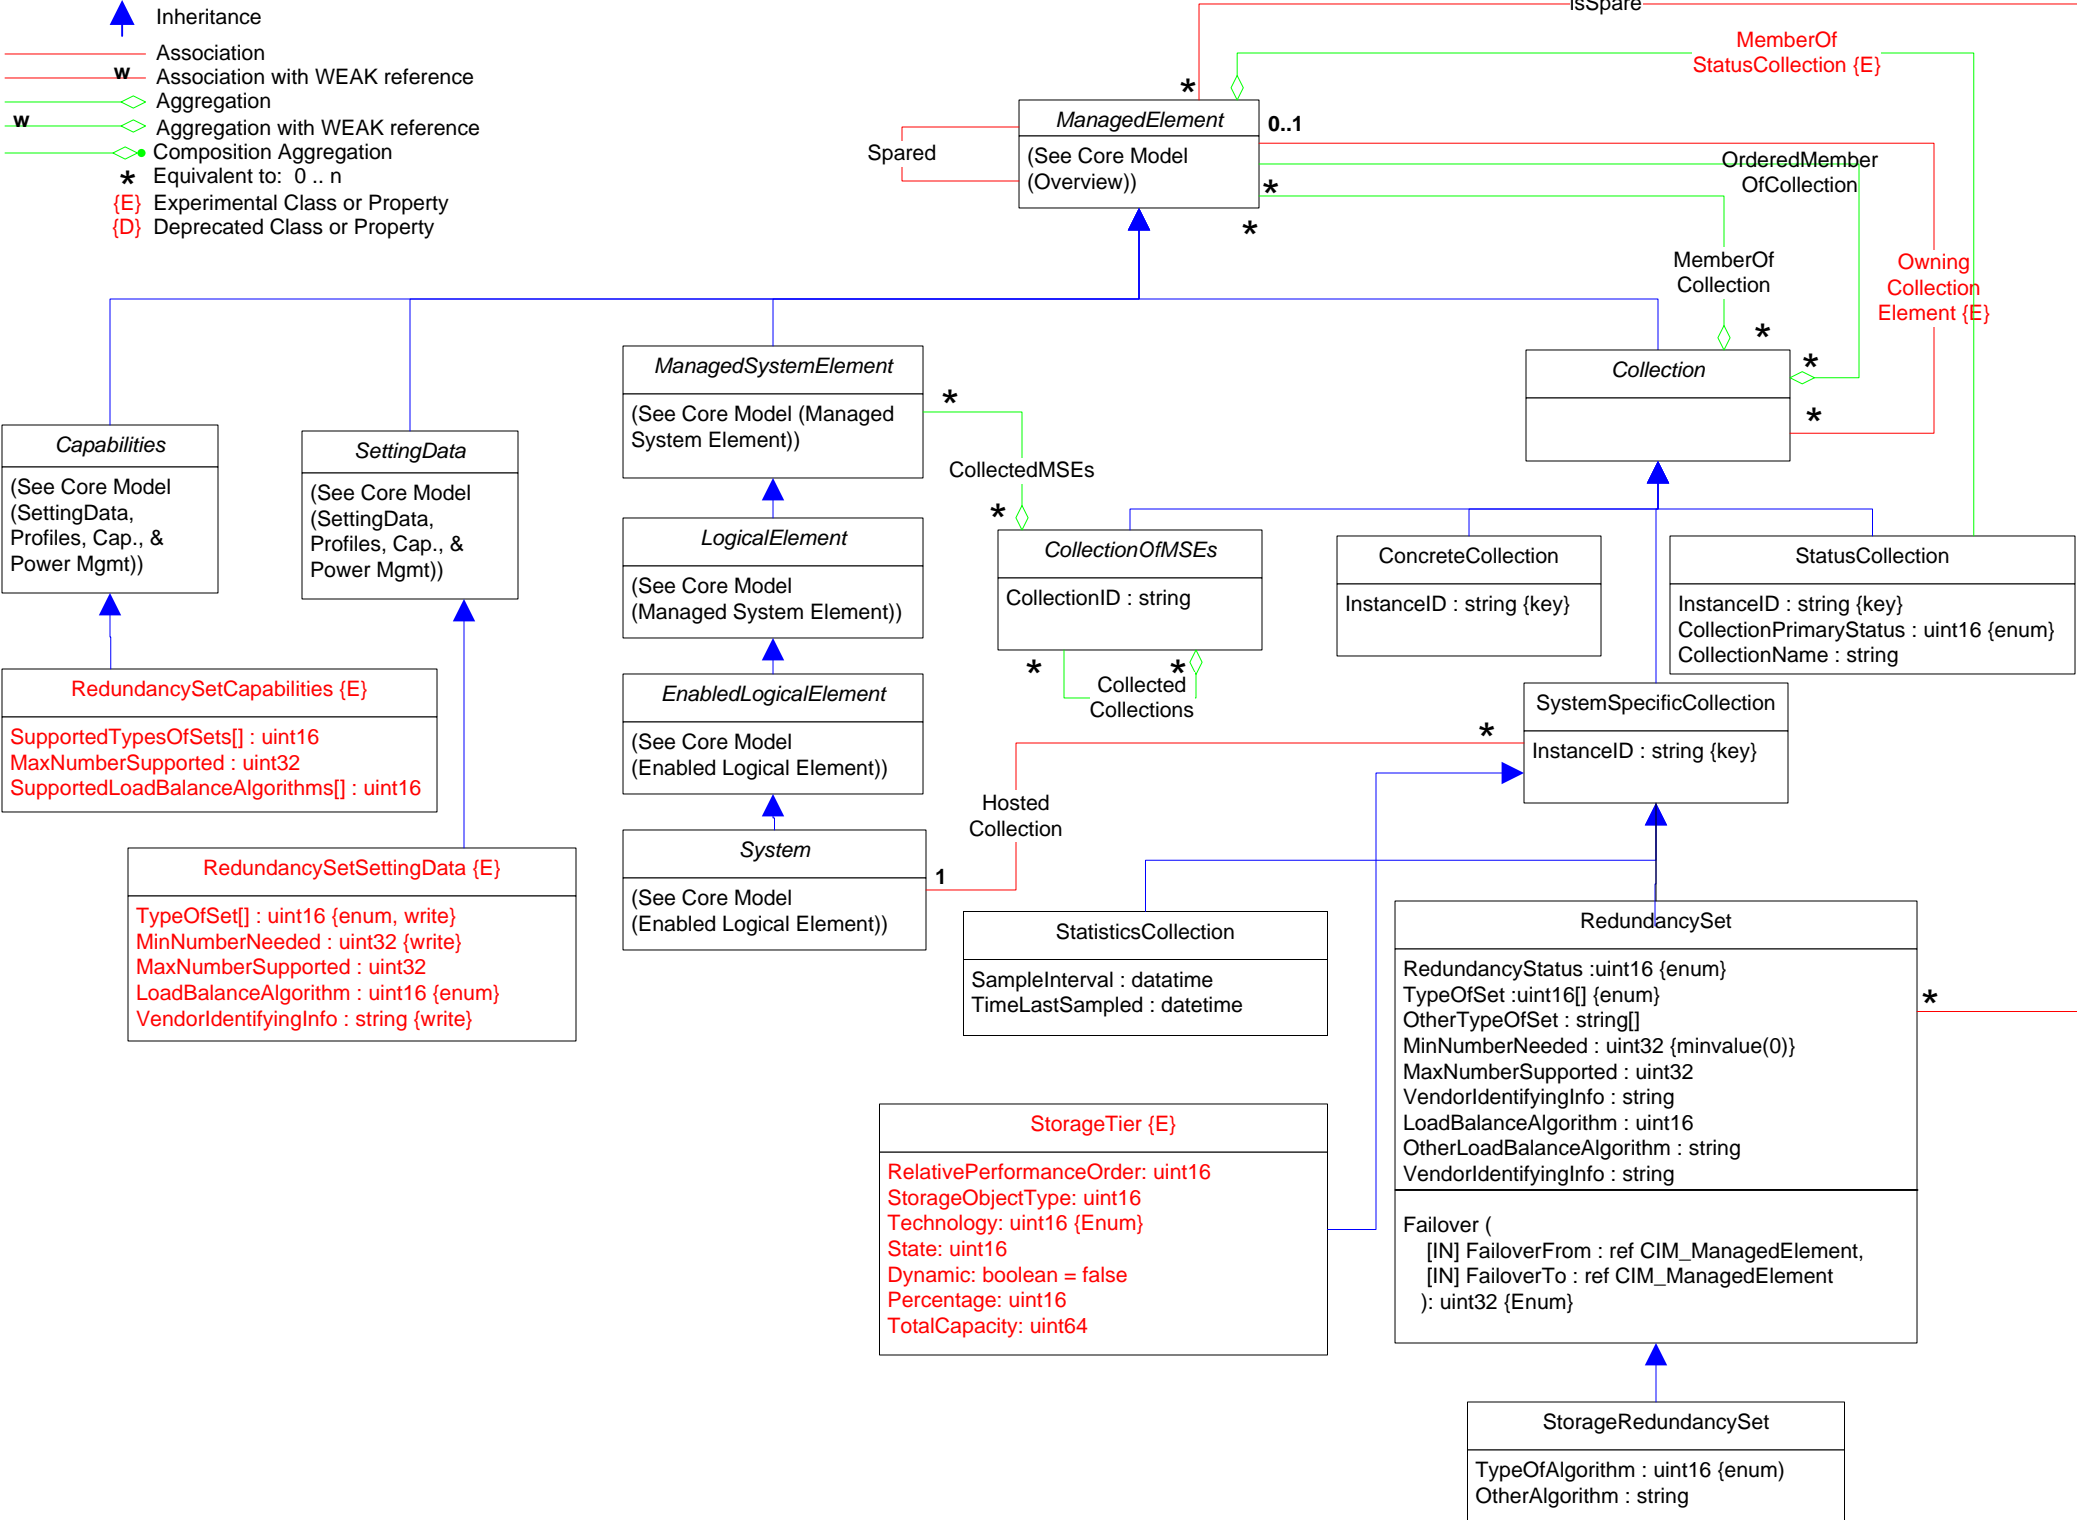 Inheritance
Association
w
Association with WEAK reference
Aggregation
w
Aggregation with WEAK reference
Composition Aggregation
* Equivalent to: 0 .. n
{E} Experimental Class or Property
{D} Deprecated Class or Property
IsSpare
MemberOf
StatusCollection {E}
*
ManagedElement
0..1
(See Core Model
(Overview))
Spared
*
*
OrderedMember
OfCollection
MemberOf
Collection
Owning
Collection
Element {E}
*
*
*
Collection
Capabilities
(See Core Model
(SettingData,
Profiles, Cap., &
Power Mgmt))
SettingData
(See Core Model
(SettingData,
Profiles, Cap., &
Power Mgmt))
ManagedSystemElement
(See Core Model (Managed
System Element))
*
CollectedMSEs
*
LogicalElement
(See Core Model
(Managed System Element))
CollectionOfMSEs
CollectionID : string
*
*
Collected
Collections
ConcreteCollection
InstanceID : string {key}
StatusCollection
InstanceID : string {key}
CollectionPrimaryStatus : uint16 {enum}
CollectionName : string
RedundancySetCapabilities {E}
SupportedTypesOfSets[] : uint16
MaxNumberSupported : uint32
SupportedLoadBalanceAlgorithms[] : uint16
EnabledLogicalElement
(See Core Model
(Enabled Logical Element))
SystemSpecificCollection
InstanceID : string {key}
*
Hosted
Collection
1
RedundancySetSettingData {E}
TypeOfSet[] : uint16 {enum, write}
MinNumberNeeded : uint32 {write}
MaxNumberSupported : uint32
LoadBalanceAlgorithm : uint16 {enum}
VendorIdentifyingInfo : string {write}
System
(See Core Model
(Enabled Logical Element))
StatisticsCollection
SampleInterval : datatime
TimeLastSampled : datetime
RedundancySet
RedundancyStatus :uint16 {enum}
TypeOfSet :uint16[] {enum}
OtherTypeOfSet : string[]
MinNumberNeeded : uint32 {minvalue(0)}
MaxNumberSupported : uint32
VendorIdentifyingInfo : string
LoadBalanceAlgorithm : uint16
OtherLoadBalanceAlgorithm : string
VendorIdentifyingInfo : string
*
Failover (
[IN] FailoverFrom : ref CIM_ManagedElement,
[IN] FailoverTo : ref CIM_ManagedElement
): uint32 {Enum}
StorageTier {E}
RelativePerformanceOrder: uint16
StorageObjectType: uint16
Technology: uint16 {Enum}
State: uint16
Dynamic: boolean = false
Percentage: uint16
TotalCapacity: uint64
StorageRedundancySet
TypeOfAlgorithm : uint16 {enum)
OtherAlgorithm : string